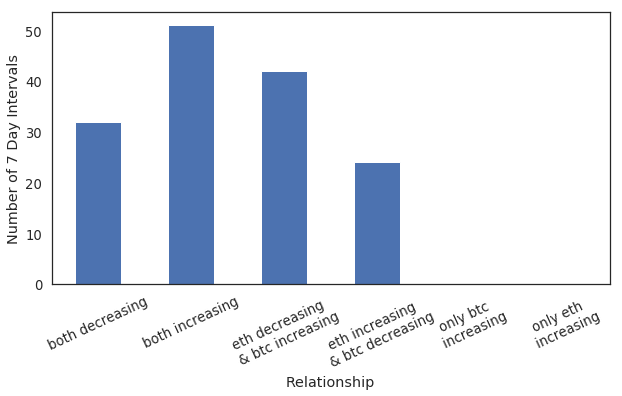 50
40
30
20
10
0
Number of 7 Day Intervals
both decreasing
both increasing
eth decreasing
& btc increasing
eth increasing
& btc decreasing
only btc
increasing
only eth
increasing
Relationship